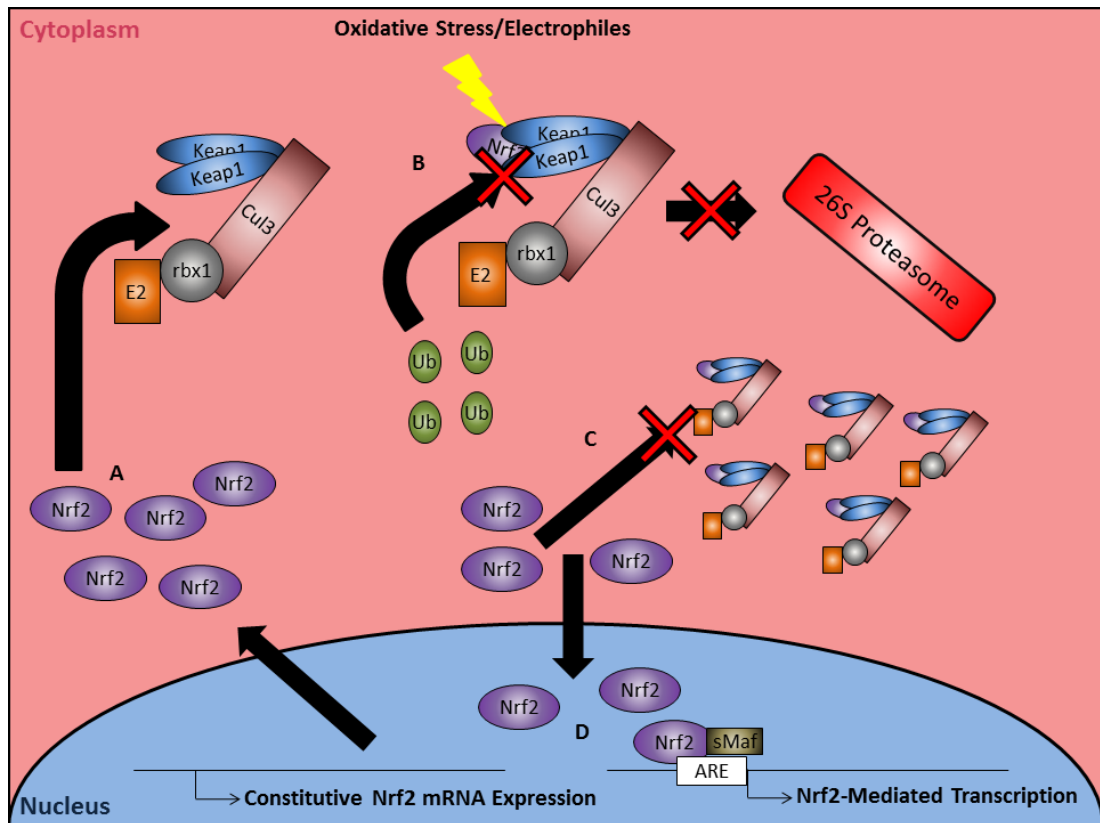 Cytoplasm
Oxidative Stress/Electrophiles
Keap1
Keap1
Cul3
rbx1
E2
B
Nrf2
Keap1
Keap1
Cul3
rbx1
E2
26S Proteasome
Ub
Ub
Ub
Ub
C
A
Nrf2
Nrf2
Nrf2
Nrf2
Nrf2
Nrf2
Nrf2
Nrf2
Nrf2
Nrf2
D
Nrf2
sMaf
ARE
Constitutive Nrf2 mRNA Expression
Nrf2-Mediated Transcription
Nucleus